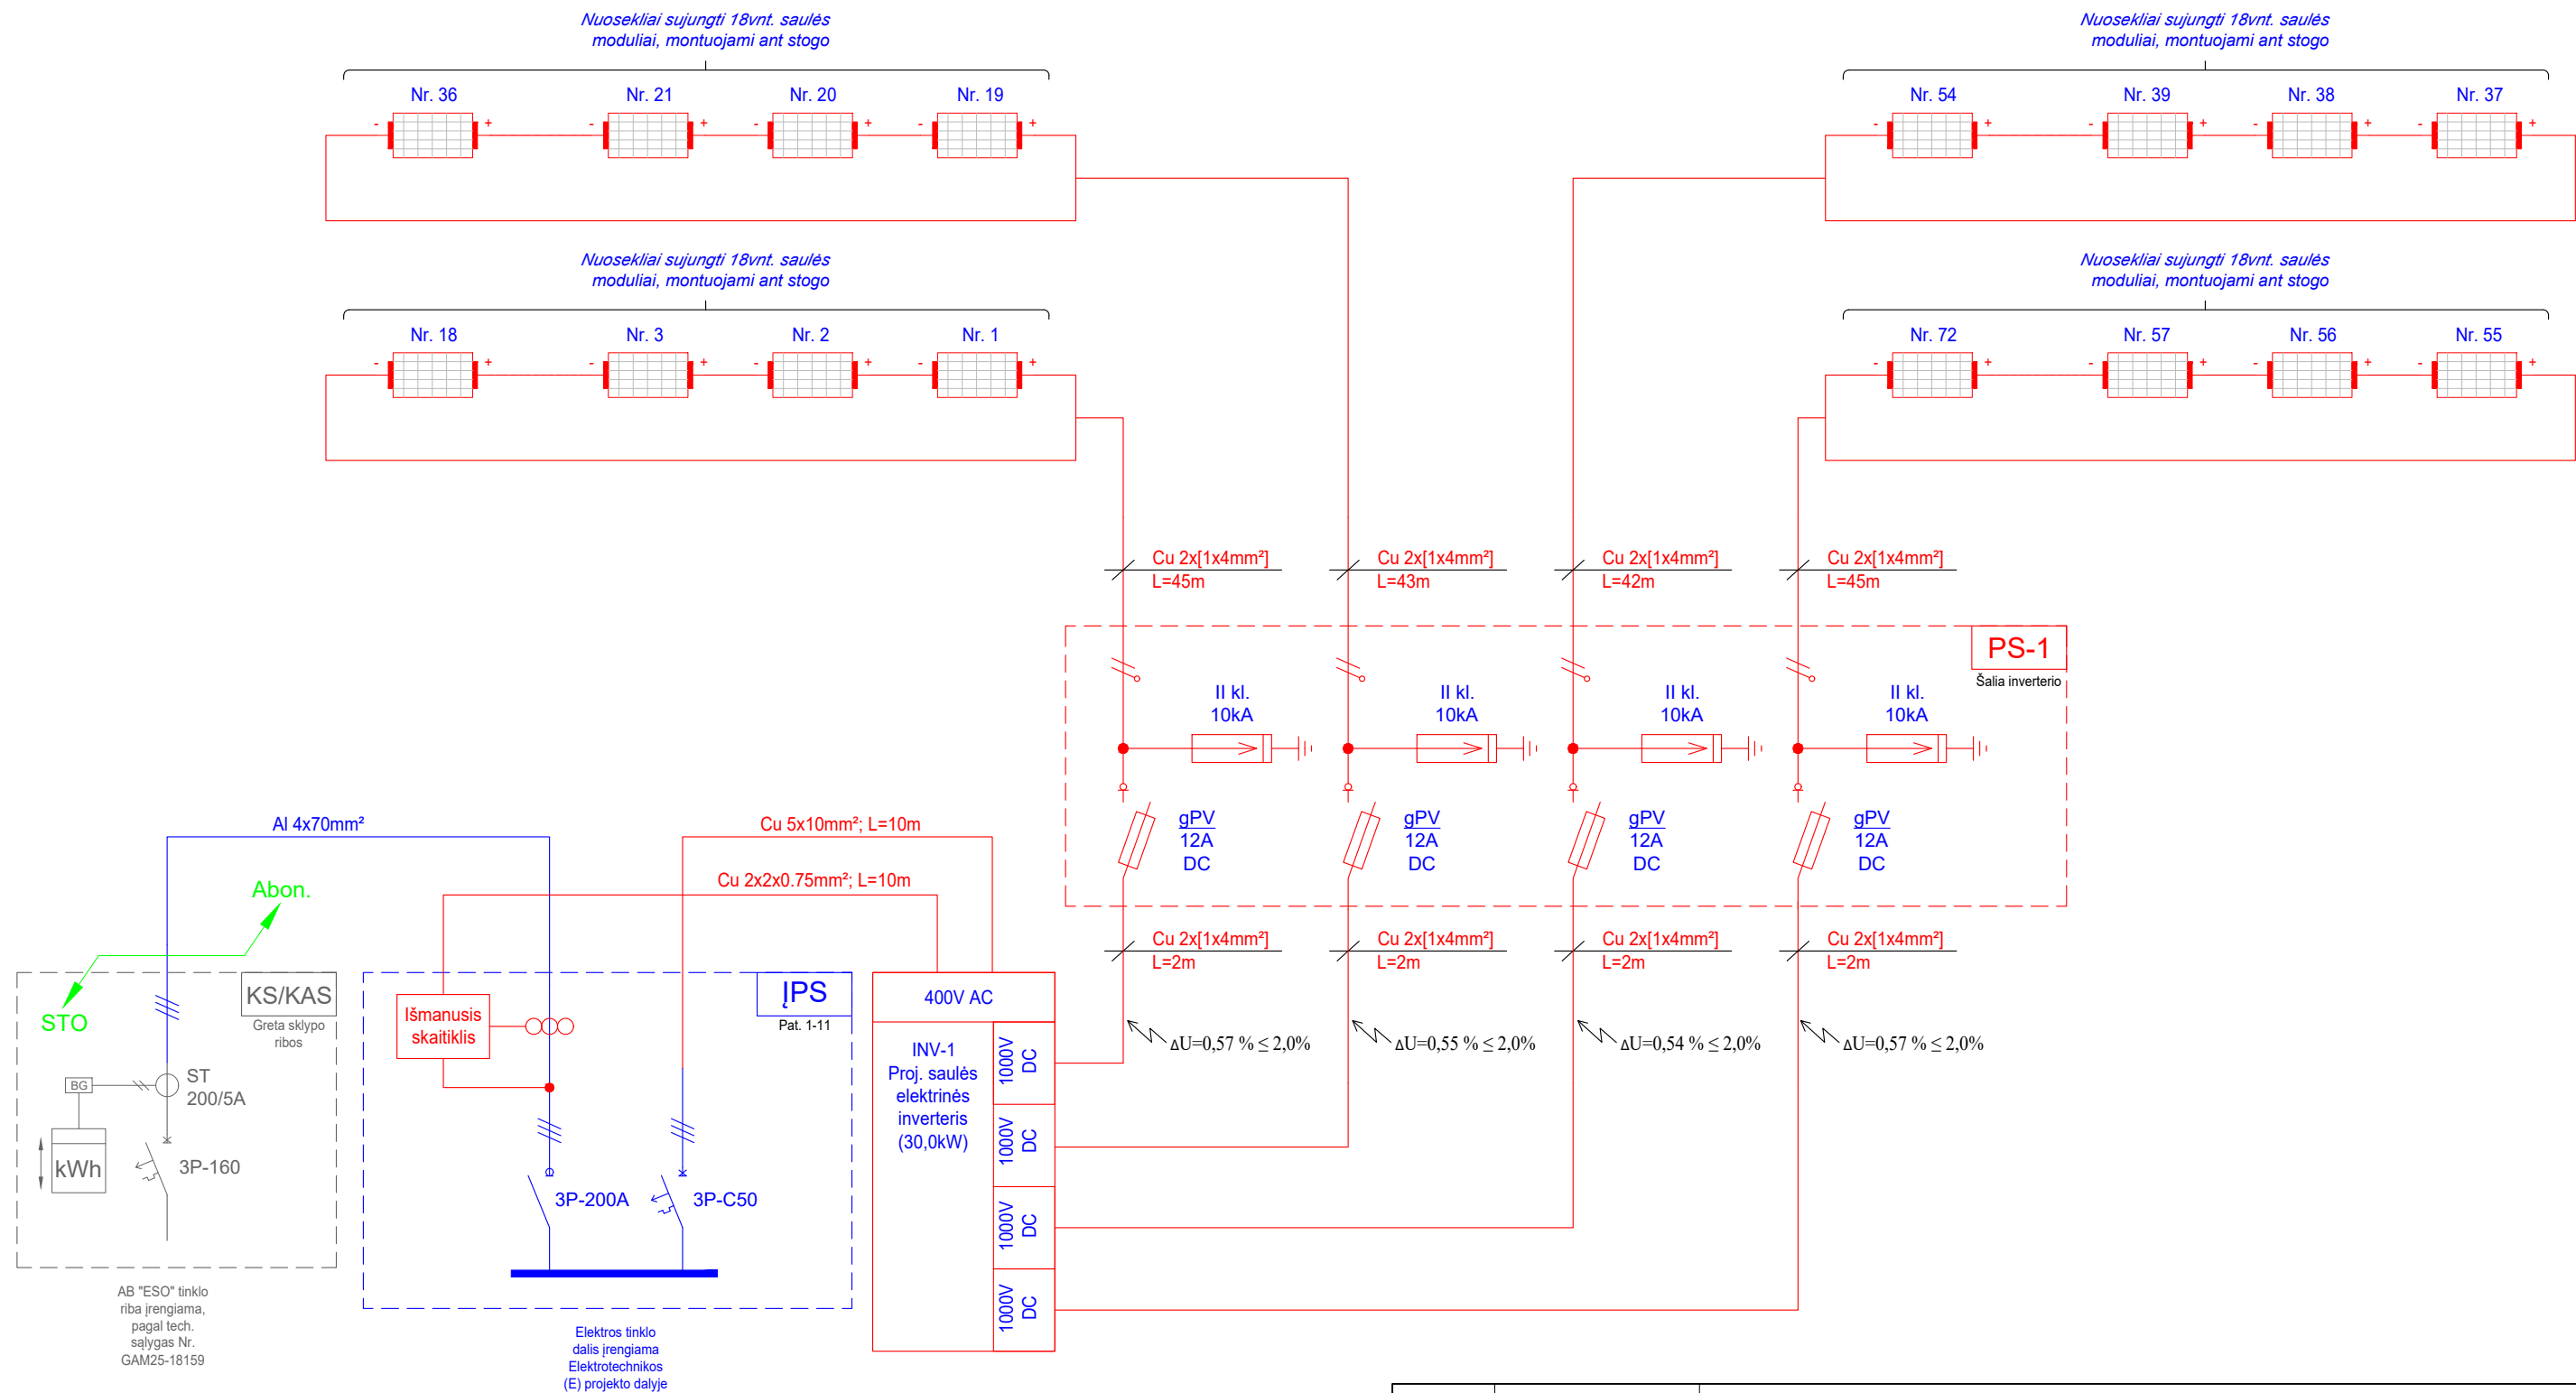 Nuosekliai sujungti 18vnt. saulės
moduliai, montuojami ant stogo
Nr. 36
Nr. 21
Nr. 20
Nr. 19
- + - + - + - +
Nuosekliai sujungti 18vnt. saulės
moduliai, montuojami ant stogo
Nr. 54
Nr. 39
Nr. 38
Nr. 37
- + - + - + - +
Nuosekliai sujungti 18vnt. saulės
moduliai, montuojami ant stogo
Nr. 18
Nr. 3
Nr. 2
Nr. 1
- + - + - + - +
Nuosekliai sujungti 18vnt. saulės
moduliai, montuojami ant stogo
Nr. 72
Nr. 57
Nr. 56
Nr. 55
- + - + - + - +
Cu 2x[1x4mm²]
L=45m
Cu 2x[1x4mm²]
L=43m
Cu 2x[1x4mm²]
L=42m
Cu 2x[1x4mm²]
L=45m
PS-1
Šalia inverterio
II kl.
10kA
II kl.
10kA
II kl.
10kA
II kl.
10kA
gPV
12A
DC
gPV
12A
DC
gPV
12A
DC
gPV
12A
DC
Al 4x70mm²
Cu 5x10mm²; L=10m
Cu 2x2x0.75mm²; L=10m
Abon.
STO
Cu 2x[1x4mm²]
L=2m
Cu 2x[1x4mm²]
L=2m
Cu 2x[1x4mm²]
L=2m
Cu 2x[1x4mm²]
L=2m
KS/KAS
Greta sklypo
ribos
ST
200/5A
BG
kWh
3P-160
AB "ESO" tinklo
riba įrengiama,
pagal tech.
sąlygas Nr.
GAM25-18159
ĮPS
Pat. 1-11
Išmanusis
skaitiklis
3P-200A
3P-C50
Elektros tinklo
dalis įrengiama
Elektrotechnikos
(E) projekto dalyje
400V AC
INV-1
Proj. saulės
elektrinės
inverteris
(30,0kW)
1000V
DC
1000V
DC
1000V
DC
1000V
DC
ΔU=0,57 % ≤ 2,0%
ΔU=0,55 % ≤ 2,0%
ΔU=0,54 % ≤ 2,0%
ΔU=0,57 % ≤ 2,0%